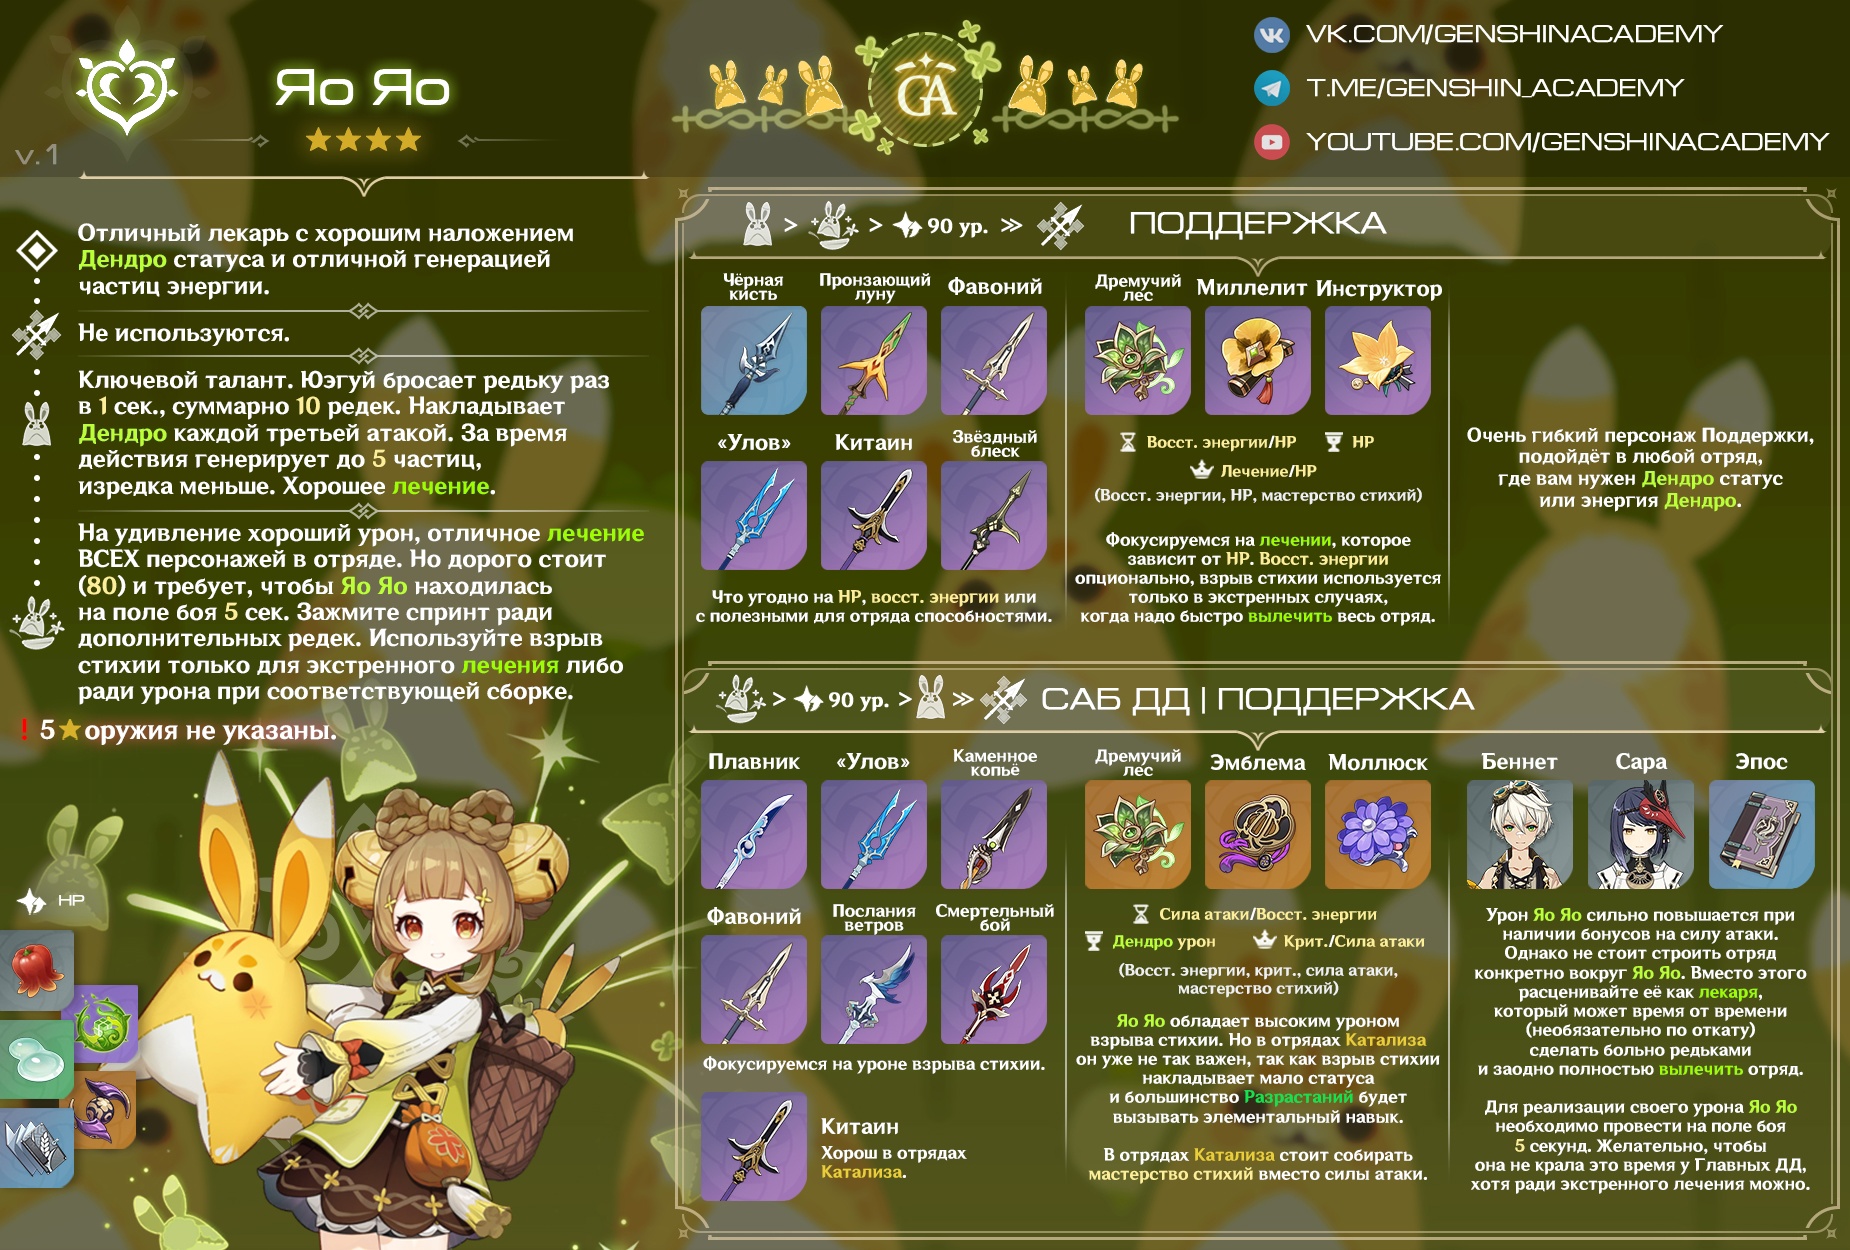 Яо Яо
v.1
GA
VK.COM/GENSHINACADEMY
T.ME/GENSHIN_ACADEMY
YOUTUBE.COM/GENSHINACADEMY
Отличный лекарь с хорошим наложением
Дендро статуса и отличной генерацией
частиц энергии.
Не используются.
Ключевой талант. Юэгуй бросает редьку раз
в 1 сек., суммарно 10 редек. Накладывает
Дендро каждой третьей атакой. За время
действия генерирует до 5 частиц,
изредка меньше. Хорошее лечение.
На удивление хороший урон, отличное лечение
ВСЕХ персонажей в отряде. Но дорого стоит
(80) и требует, чтобы Яо Яо находилась
на поле боя 5 сек. Зажмите спринт ради
дополнительных редек. Используйте взрыв
стихии только для экстренного лечения либо
ради урона при соответствующей сборке.
! 5 оружия не указаны.
HP
> > 90 ур. >> ПОДДЕРЖКА
Чёрная
кисть
Пронзающий
луну
Фавоний
«Улов»
Китаин
Звёздный
блеск
Что угодно на HP, восст. энергии или
с полезными для отряда способностями.
Дремучий
лес
Миллелит
Инструктор
Восст. энергии/HP
HP
Лечение/HP
(Восст. энергии, HP, мастерство стихий)
Фокусируемся на лечении, которое
зависит от HP. Восст. энергии
опционально, взрыв стихии используется
только в экстренных случаях,
когда надо быстро вылечить весь отряд.
Очень гибкий персонаж Поддержки,
подойдёт в любой отряд,
где вам нужен Дендро статус
или энергия Дендро.
> 90 ур. > >> САБ ДД | ПОДДЕРЖКА
Плавник
«Улов»
Каменное
копьё
Фавоний
Послания
ветров
Смертельный
бой
Фокусируемся на уроне взрыва стихии.
Китаин
Хорош в отрядах
Катализа.
Дремучий
лес
Эмблема
Моллюск
Сила атаки/Восст. энергии
Дендро урон
Крит./Сила атаки
(Восст. энергии, крит., сила атаки,
мастерство стихий)
Яо Яо обладает высоким уроном
взрыва стихии. Но в отрядах Катализа
он уже не так важен, так как взрыв стихии
накладывает мало статуса
и большинство Разрастаний будет
вызывать элементальный навык.
В отрядах Катализа стоит собирать
мастерство стихий вместо силы атаки.
Беннет
Сара
Эпос
Урон Яо Яо сильно повышается при
наличии бонусов на силу атаки.
Однако не стоит строить отряд
конкретно вокруг Яо Яо. Вместо этого
расценивайте её как лекаря,
который может время от времени
(необязательно по откату)
сделать больно редьками
и заодно полностью вылечить отряд.
Для реализации своего урона Яо Яо
необходимо провести на поле боя
5 секунд. Желательно, чтобы
она не крала это время у Главных ДД,
хотя ради экстренного лечения можно.